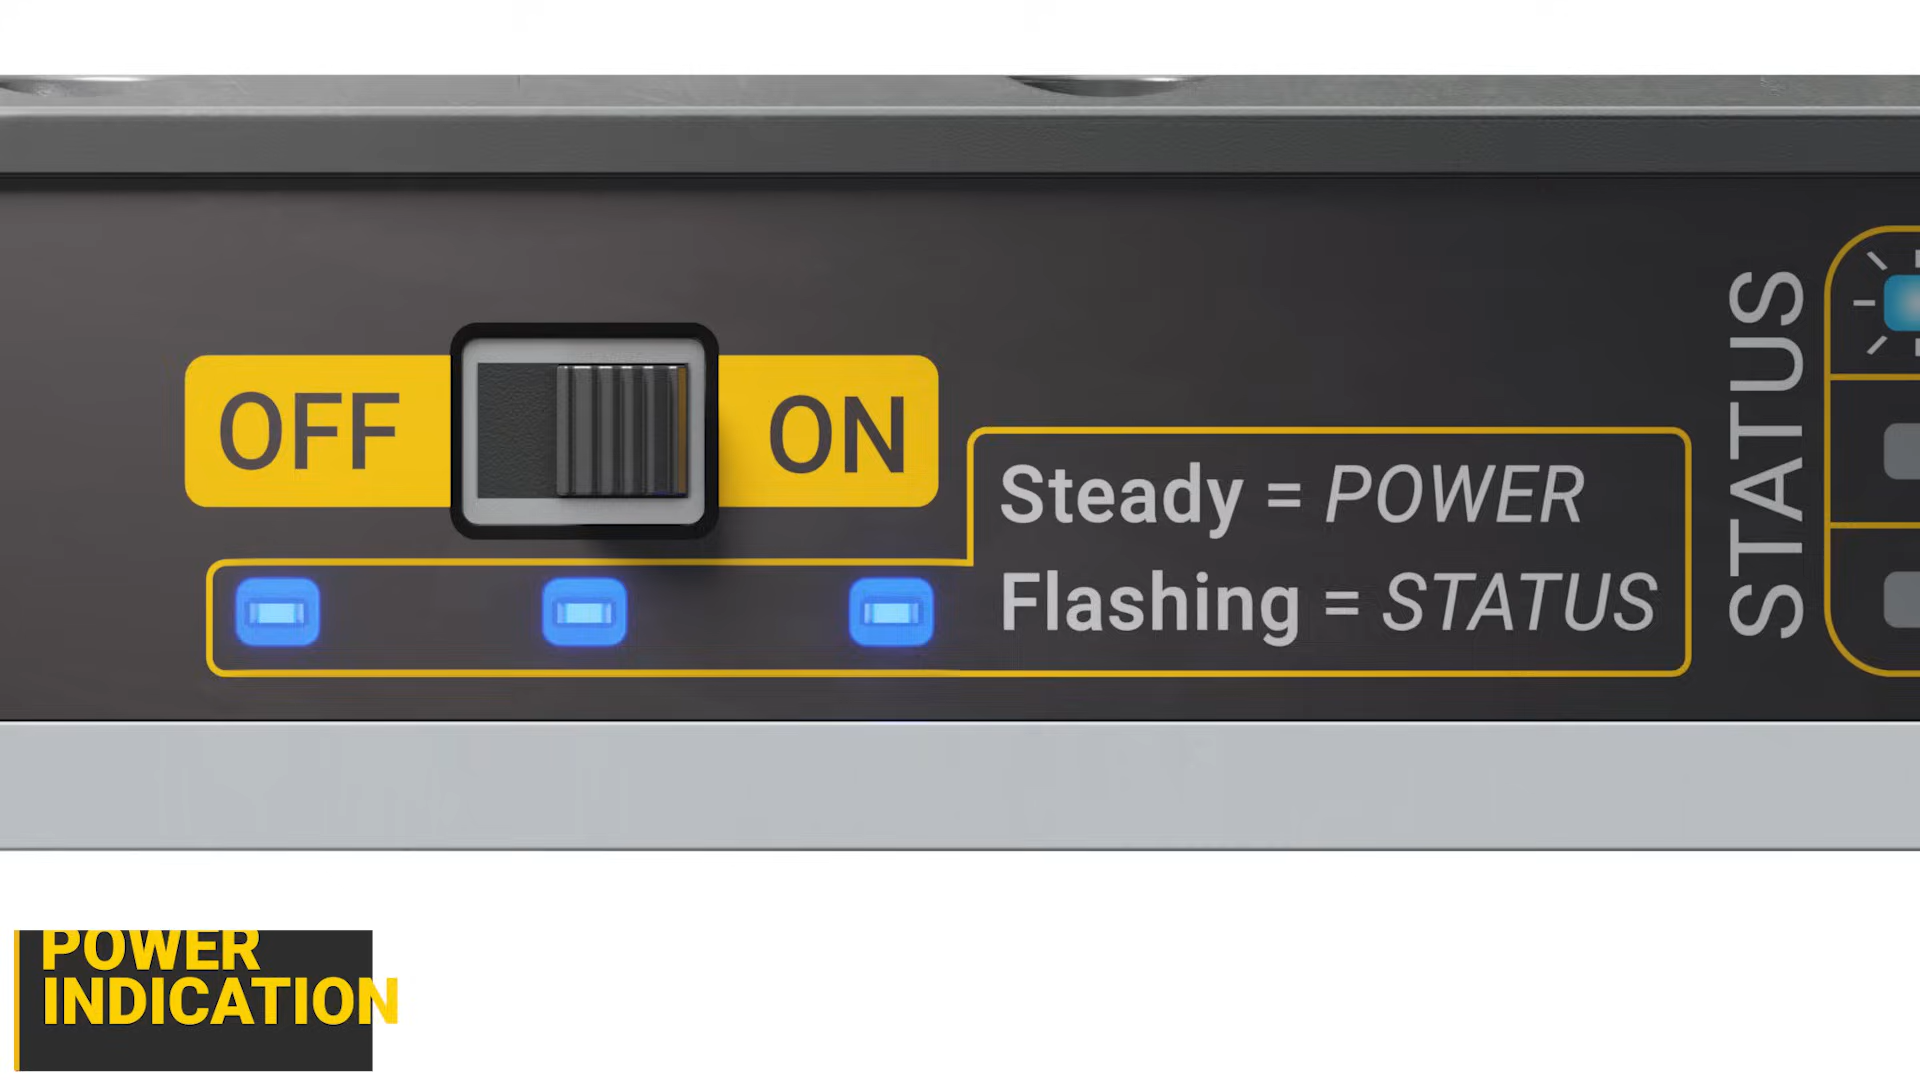 OFF ON
Steady = POWER
Flashing = STATUS
STATUS
POWER
INDICATION